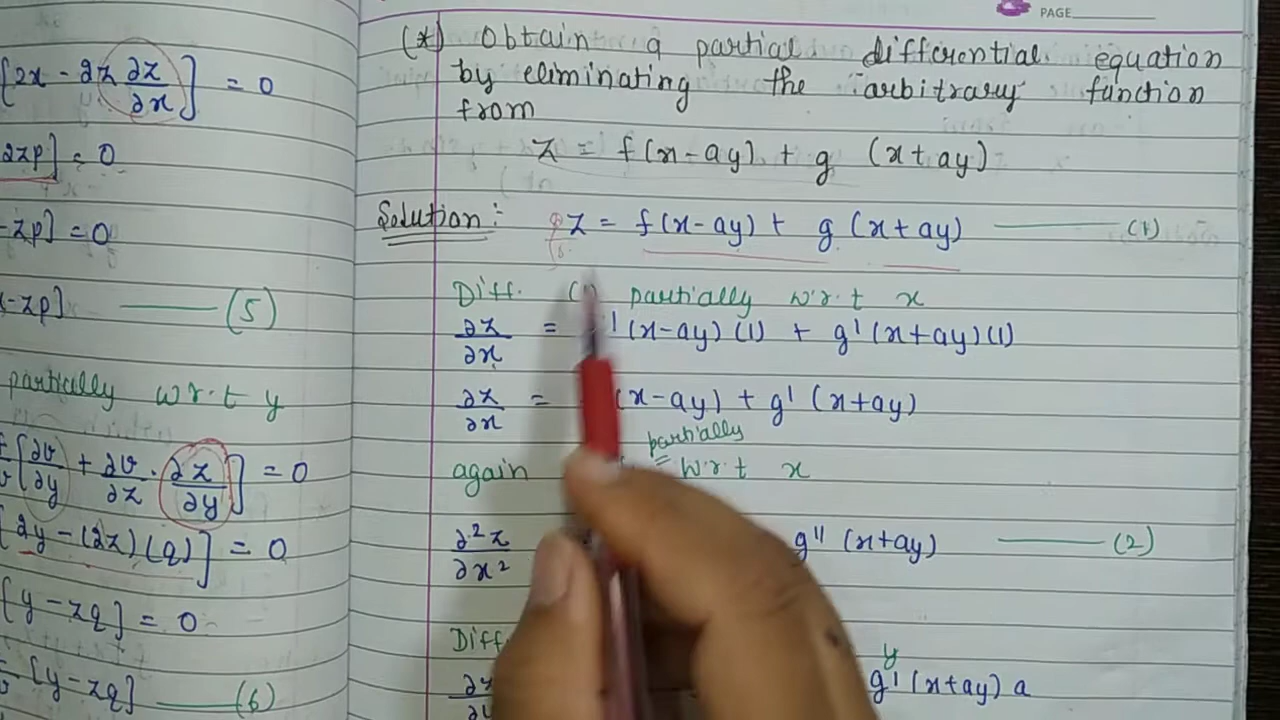 [2x - 2z ∂z/∂x] = 0
2zp] = 0
-zp] = 0
-zp] —— (5)
partially w.r.t y
[∂v/∂y + ∂v/∂z · ∂z/∂y] = 0
[2y - (2z)(q)] = 0
[y - zq] = 0
[y - zq] —— (6)
PAGE
(*) Obtain a partial differential equation
by eliminating the arbitrary function
from
z = f(x-ay) + g (x+ay)
Solution:- z = f(x-ay) + g (x+ay) —— (1)
Diff. (1) partially w.r.t x
∂z/∂x = ' (x-ay) (1) + g' (x+ay) (1)
∂z/∂x = (x-ay) + g' (x+ay)
partially
again w.r.t x
∂²z/∂x² g'' (x+ay) —— (2)
Diff y
g' (x+ay) a